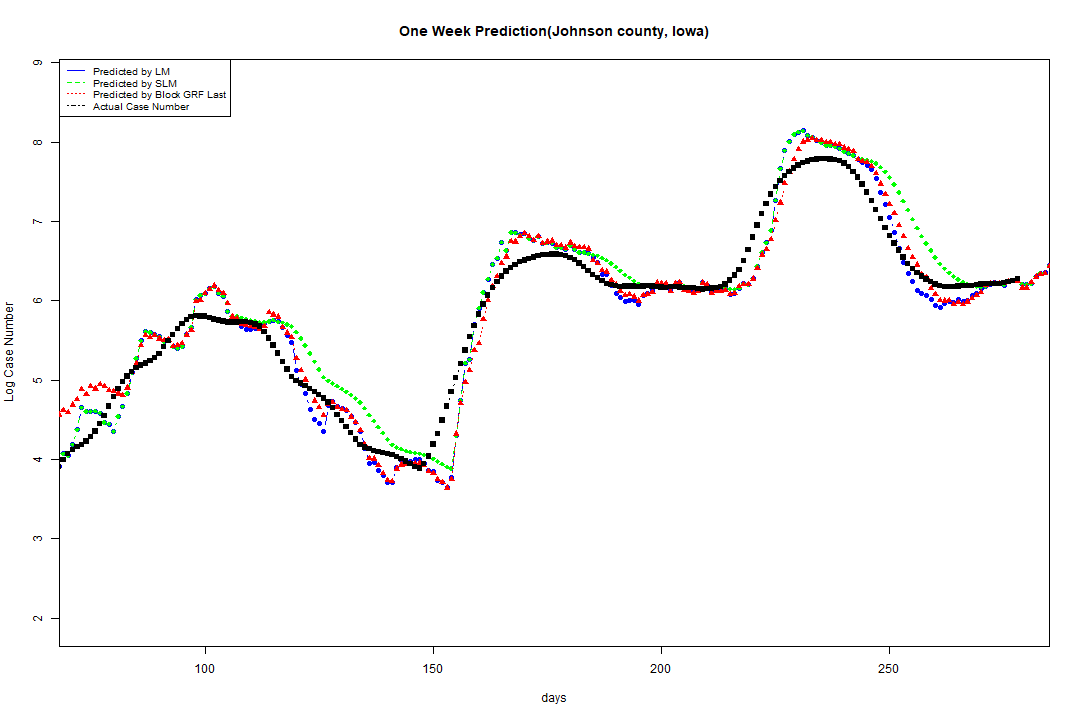 One Week Prediction(Johnson county, Iowa)
Predicted by LM
Predicted by SLM
Predicted by Block GRF Last
Actual Case Number
9
8
7
6
5
4
3
2
Log Case Number
100 150 200 250
days